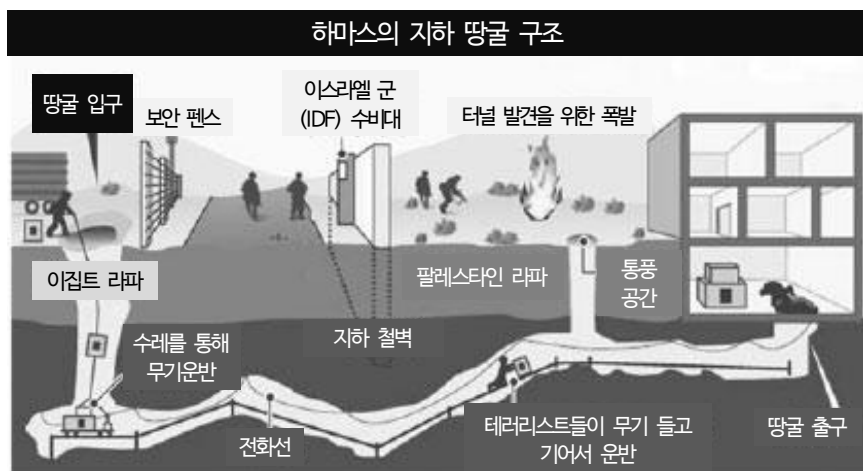 하마스의 지하 땅굴 구조
땅굴 입구
보안 펜스
이스라엘 군
(IDF) 수비대
터널 발견을 위한 폭발
이집트 라파
팔레스타인 라파
통풍
공간
수레를 통해
무기운반
지하 철벽
전화선
테러리스트들이 무기 들고
기어서 운반
땅굴 출구